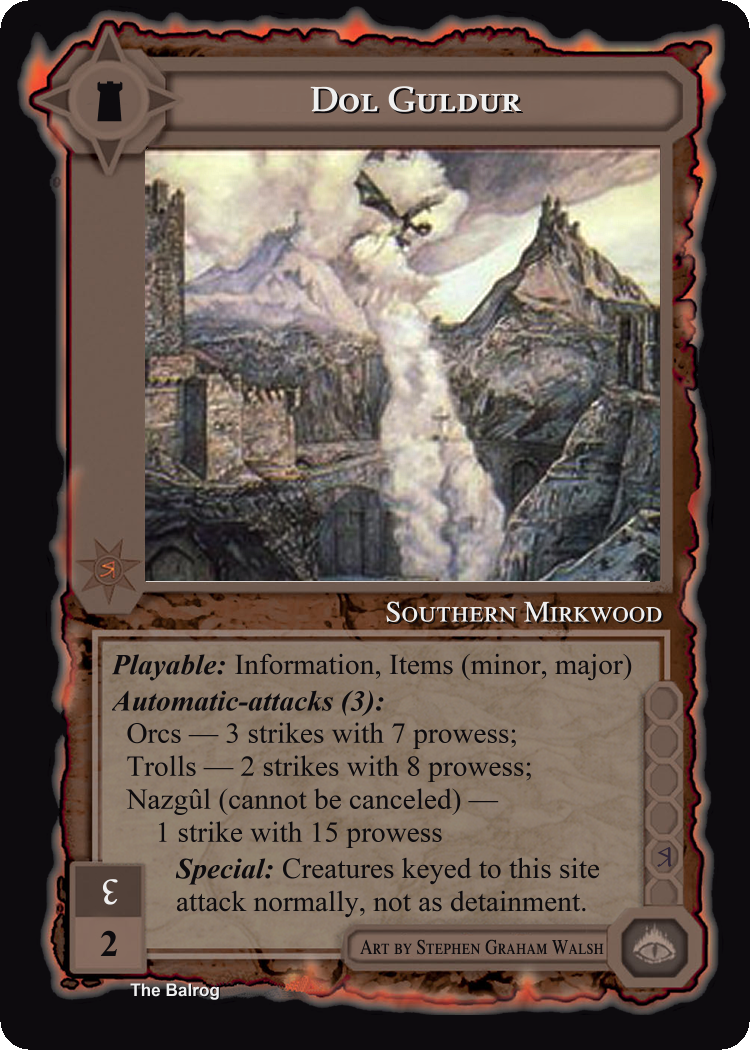 Dol Guldur
Southern Mirkwood
Playable: Information, Items (minor, major)
Automatic-attacks (3):
Orcs — 3 strikes with 7 prowess;
Trolls — 2 strikes with 8 prowess;
Nazgûl (cannot be canceled) —
1 strike with 15 prowess
Special: Creatures keyed to this site
attack normally, not as detainment.
2
Art by Stephen Graham Walsh
The Balrog